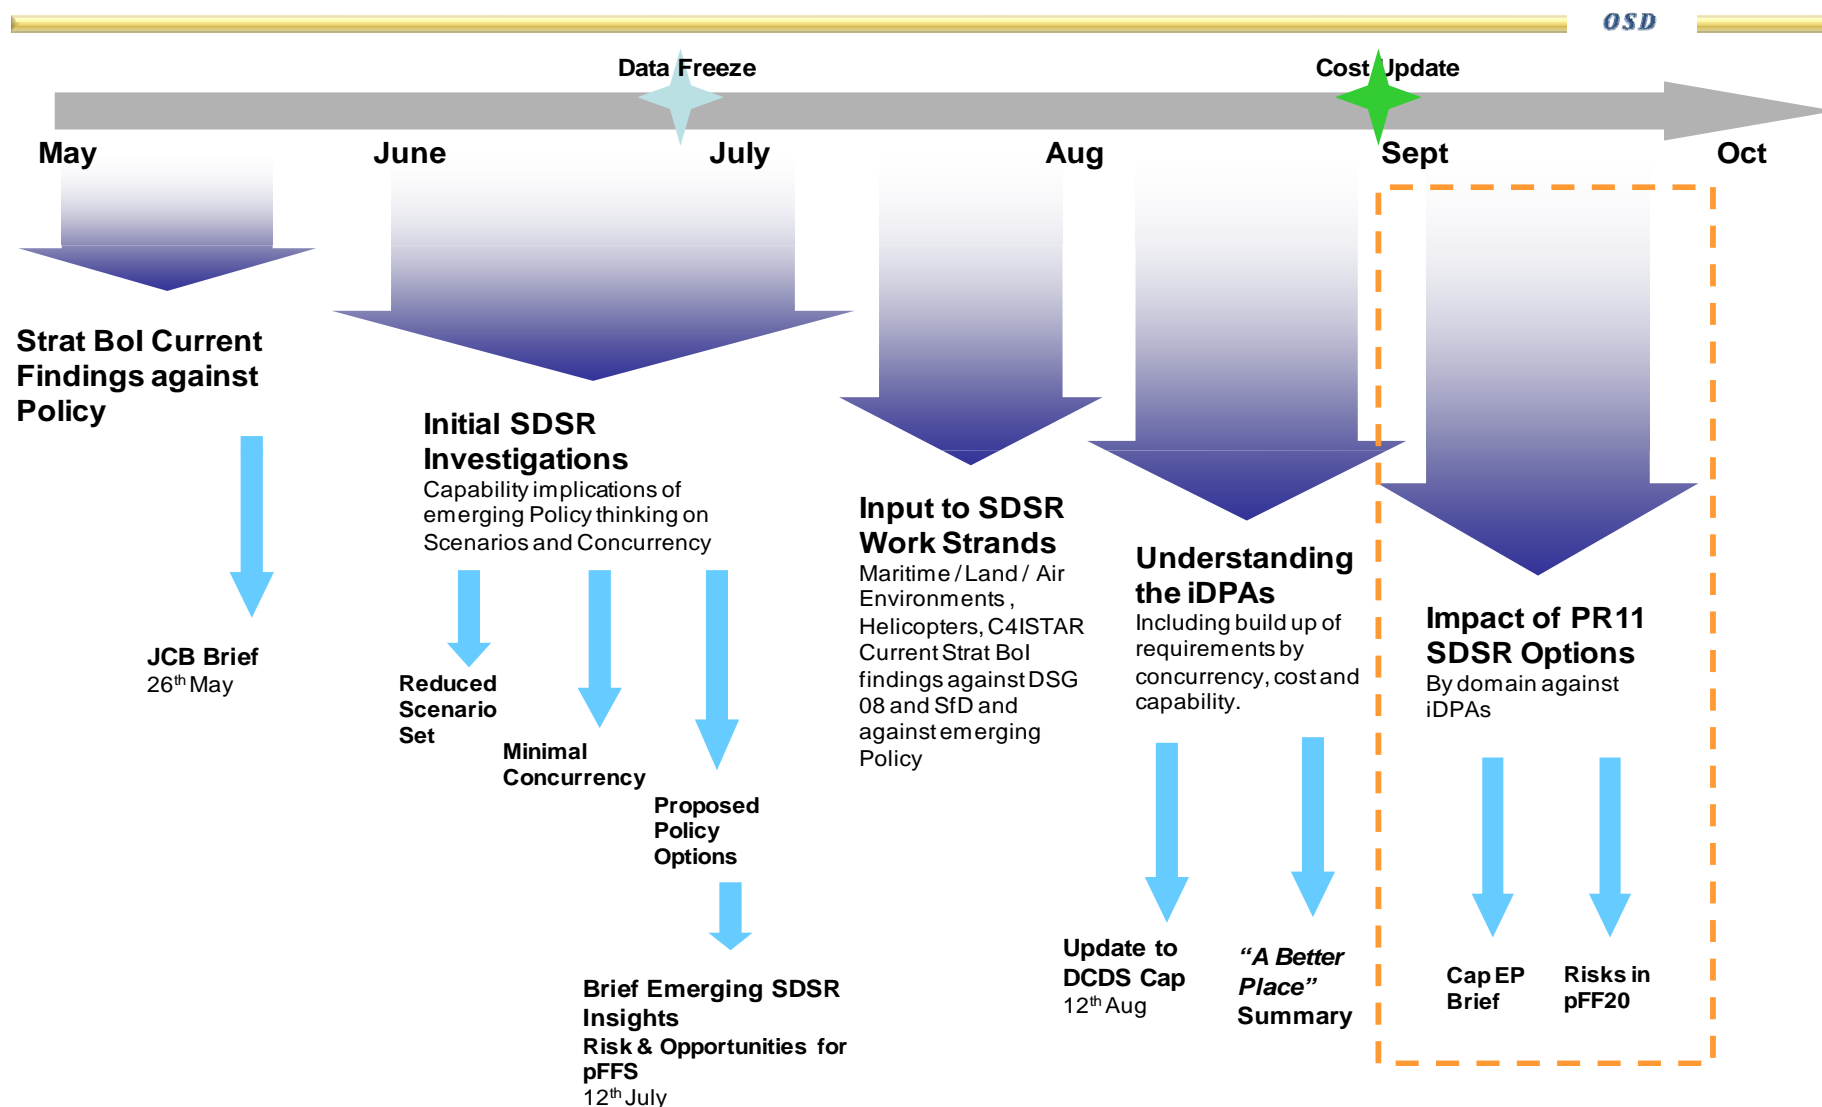 OSD
Data Freeze
Cost Update
May
June
July
Aug
Sept
Oct
Strat BoI Current
Findings against
Policy
JCB Brief
26th May
Initial SDSR
Investigations
Capability implications of
emerging Policy thinking on
Scenarios and Concurrency
Reduced
Scenario
Set
Minimal
Concurrency
Proposed
Policy
Options
Brief Emerging SDSR
Insights
Risk & Opportunities for
pFFS
12th July
Input to SDSR
Work Strands
Maritime / Land / Air
Environments ,
Helicopters, C4ISTAR
Current Strat BoI
findings against DSG
08 and SfD and
against emerging
Policy
Understanding
the iDPAs
Including build up of
requirements by
concurrency, cost and
capability.
Update to
DCDS Cap
12th Aug
“A Better
Place”
Summary
Impact of PR11
SDSR Options
By domain against
iDPAs
Cap EP
Brief
Risks in
pFF20